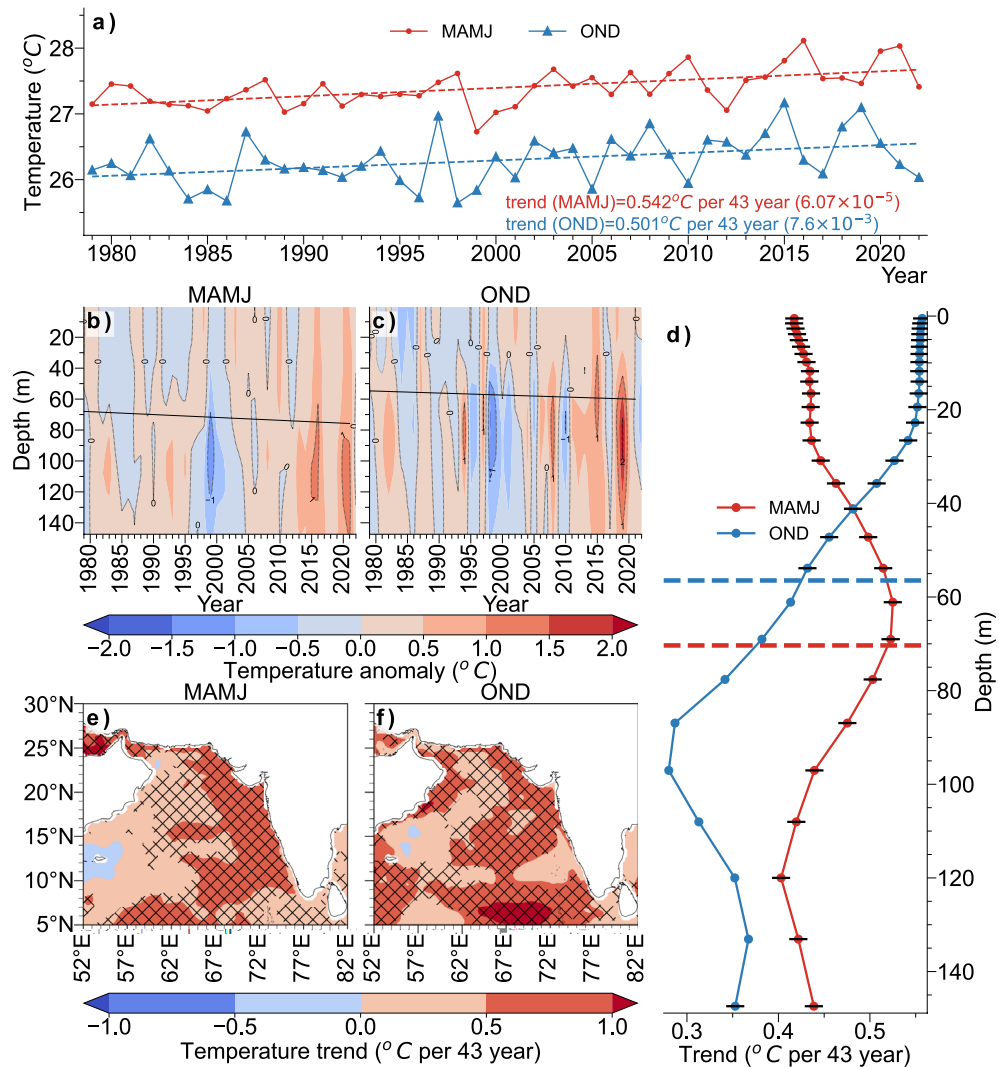 a)
MAMJ
OND
Temperature (°C)
28
27
26
trend (MAMJ)=0.542°C per 43 year (6.07×10⁻⁵)
trend (OND)=0.501°C per 43 year (7.6×10⁻³)
1980 1985 1990 1995 2000 2005 2010 2015 2020
Year
MAMJ
OND
b)
c)
Depth (m)
20
40
60
80
100
120
140
1980 1985 1990 1995 2000 2005 2010 2015 2020
1980 1985 1990 1995 2000 2005 2010 2015 2020
Year
Year
−2.0 −1.5 −1.0 −0.5 0.0 0.5 1.0 1.5 2.0
Temperature anomaly (°C)
d)
MAMJ
OND
0
20
40
60
80
100
120
140
Depth (m)
0.3 0.4 0.5
Trend (°C per 43 year)
MAMJ
OND
e)
f)
30°N
25°N
20°N
15°N
10°N
5°N
52°E 57°E 62°E 67°E 72°E 77°E 82°E
52°E 57°E 62°E 67°E 72°E 77°E 82°E
−1.0 −0.5 0.0 0.5 1.0
Temperature trend (°C per 43 year)